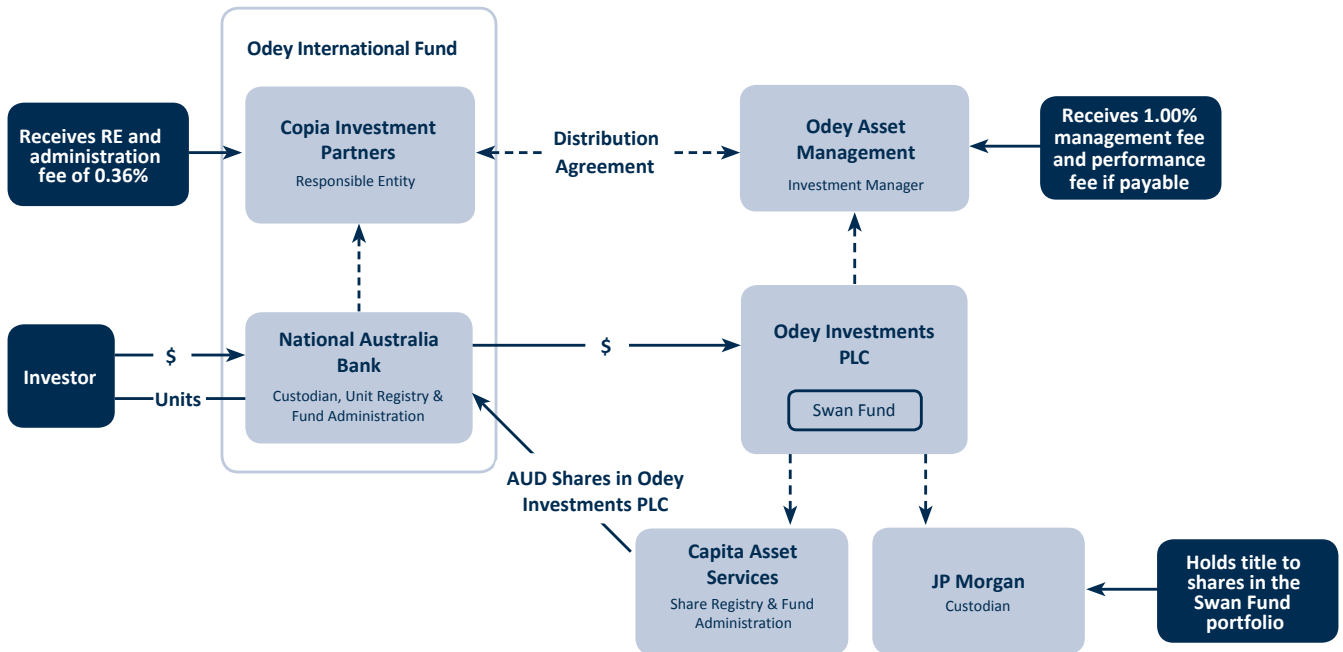 Odey International Fund
Receives RE and
administration
fee of 0.36%
Copia Investment
Partners
Responsible Entity
Distribution
Agreement
Odey Asset
Management
Investment Manager
Receives 1.00%
management fee
and performance
fee if payable
Investor
$
Units
National Australia
Bank
Custodian, Unit Registry &
Fund Administration
$
Odey Investments
PLC
Swan Fund
AUD Shares in Odey
Investments PLC
Capita Asset
Services
Share Registry & Fund
Administration
JP Morgan
Custodian
Holds title to
shares in the
Swan Fund
portfolio